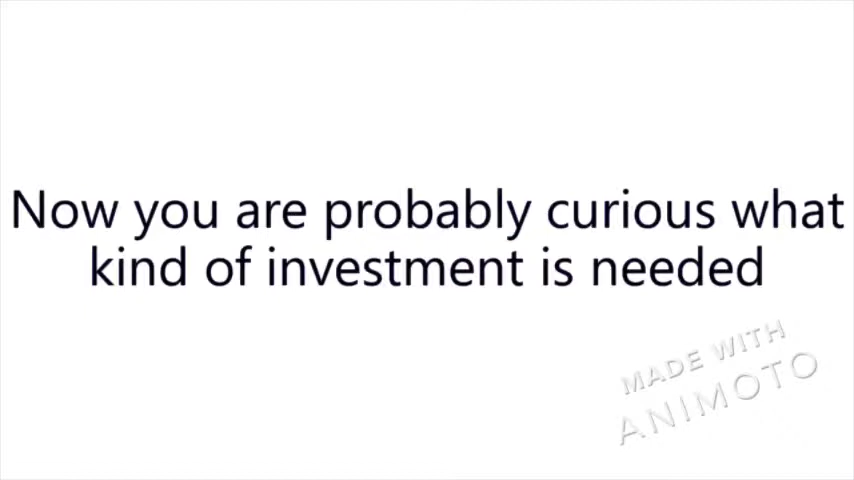 Now you are probably curious what
kind of investment is needed
MADE WITH
ANIMOTO